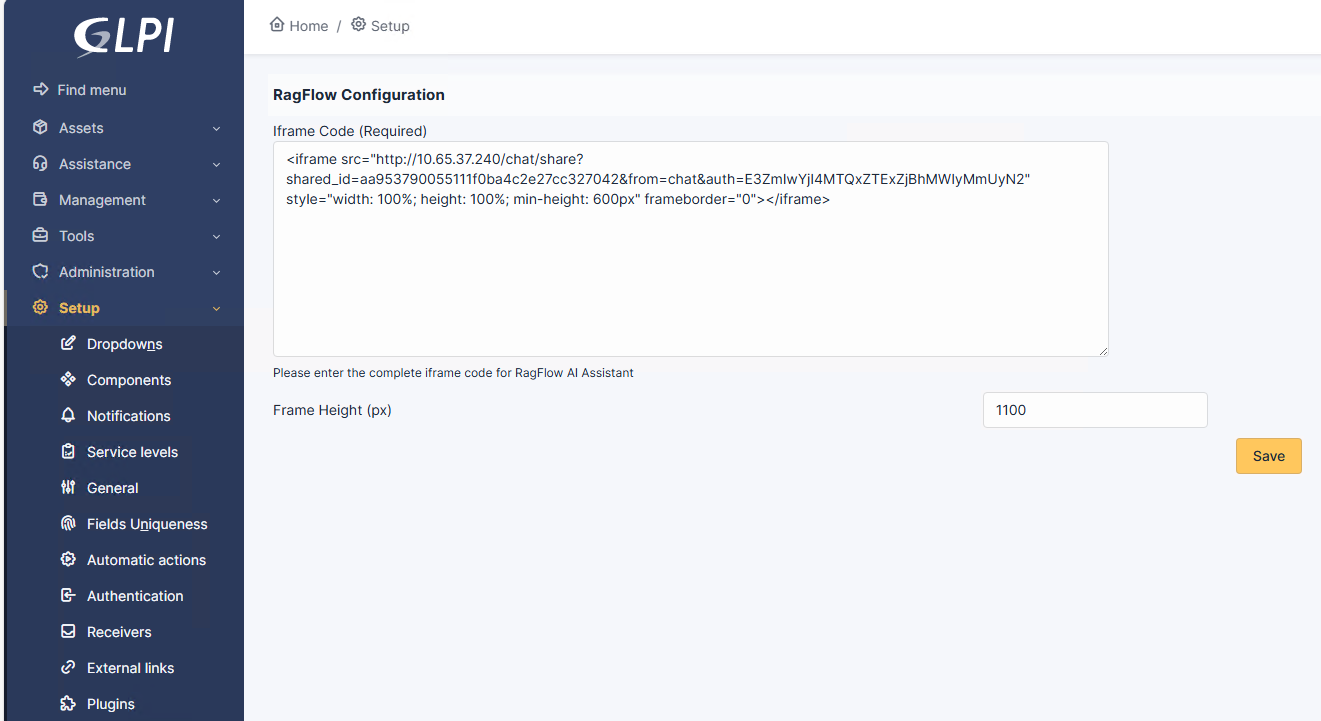 GLPI
Home / Setup
Find menu
Assets
Assistance
Management
Tools
Administration
Setup
Dropdowns
Components
Notifications
Service levels
General
Fields Uniqueness
Automatic actions
Authentication
Receivers
External links
Plugins
RagFlow Configuration
Iframe Code (Required)
<iframe src="http://10.65.37.240/chat/share?
shared_id=aa953790055111f0ba4c2e27cc327042&from=chat&auth=E3ZmIwYjI4MTQxZTExZjBhMWIyMmUyN2"
style="width: 100%; height: 100%; min-height: 600px" frameborder="0"></iframe>
Please enter the complete iframe code for RagFlow AI Assistant
Frame Height (px)
1100
Save